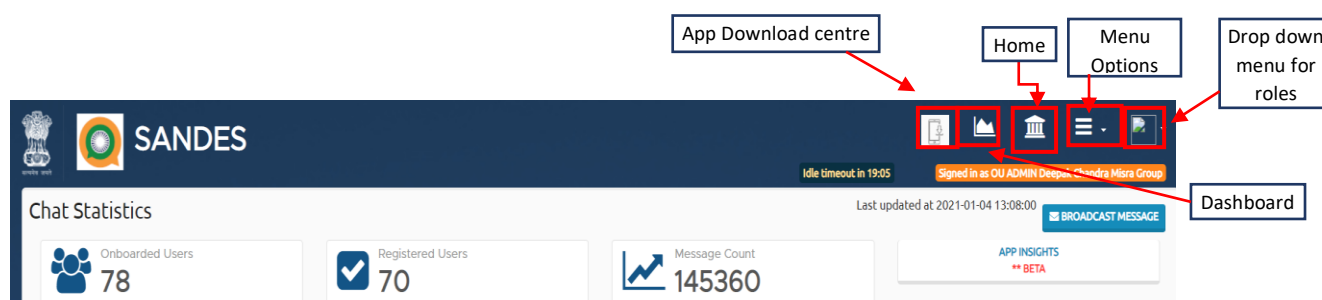 App Download centre
Home
Menu
Options
Drop down
menu for
roles
SANDES
Idle timeout in 19:05
Signed in as OU ADMIN Deepak Chandra Misra Group
Dashboard
Chat Statistics
Last updated at 2021-01-04 13:08:00
BROADCAST MESSAGE
Onboarded Users
78
Registered Users
70
Message Count
145360
APP INSIGHTS
** BETA